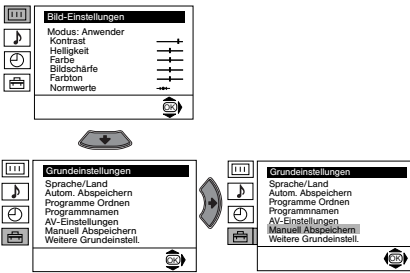 Bild-Einstellungen
Modus: Anwender
Kontrast
Helligkeit
Farbe
Bildschärfe
Farbton
Normwerte
OK
Grundeinstellungen
Sprache/Land
Autom. Abspeichern
Programme Ordnen
Programmnamen
AV-Einstellungen
Manuell Abspeichern
Weitere Grundeinstell.
OK
Grundeinstellungen
Sprache/Land
Autom. Abspeichern
Programme Ordnen
Programmnamen
AV-Einstellungen
Manuell Abspeichern
Weitere Grundeinstell.
OK